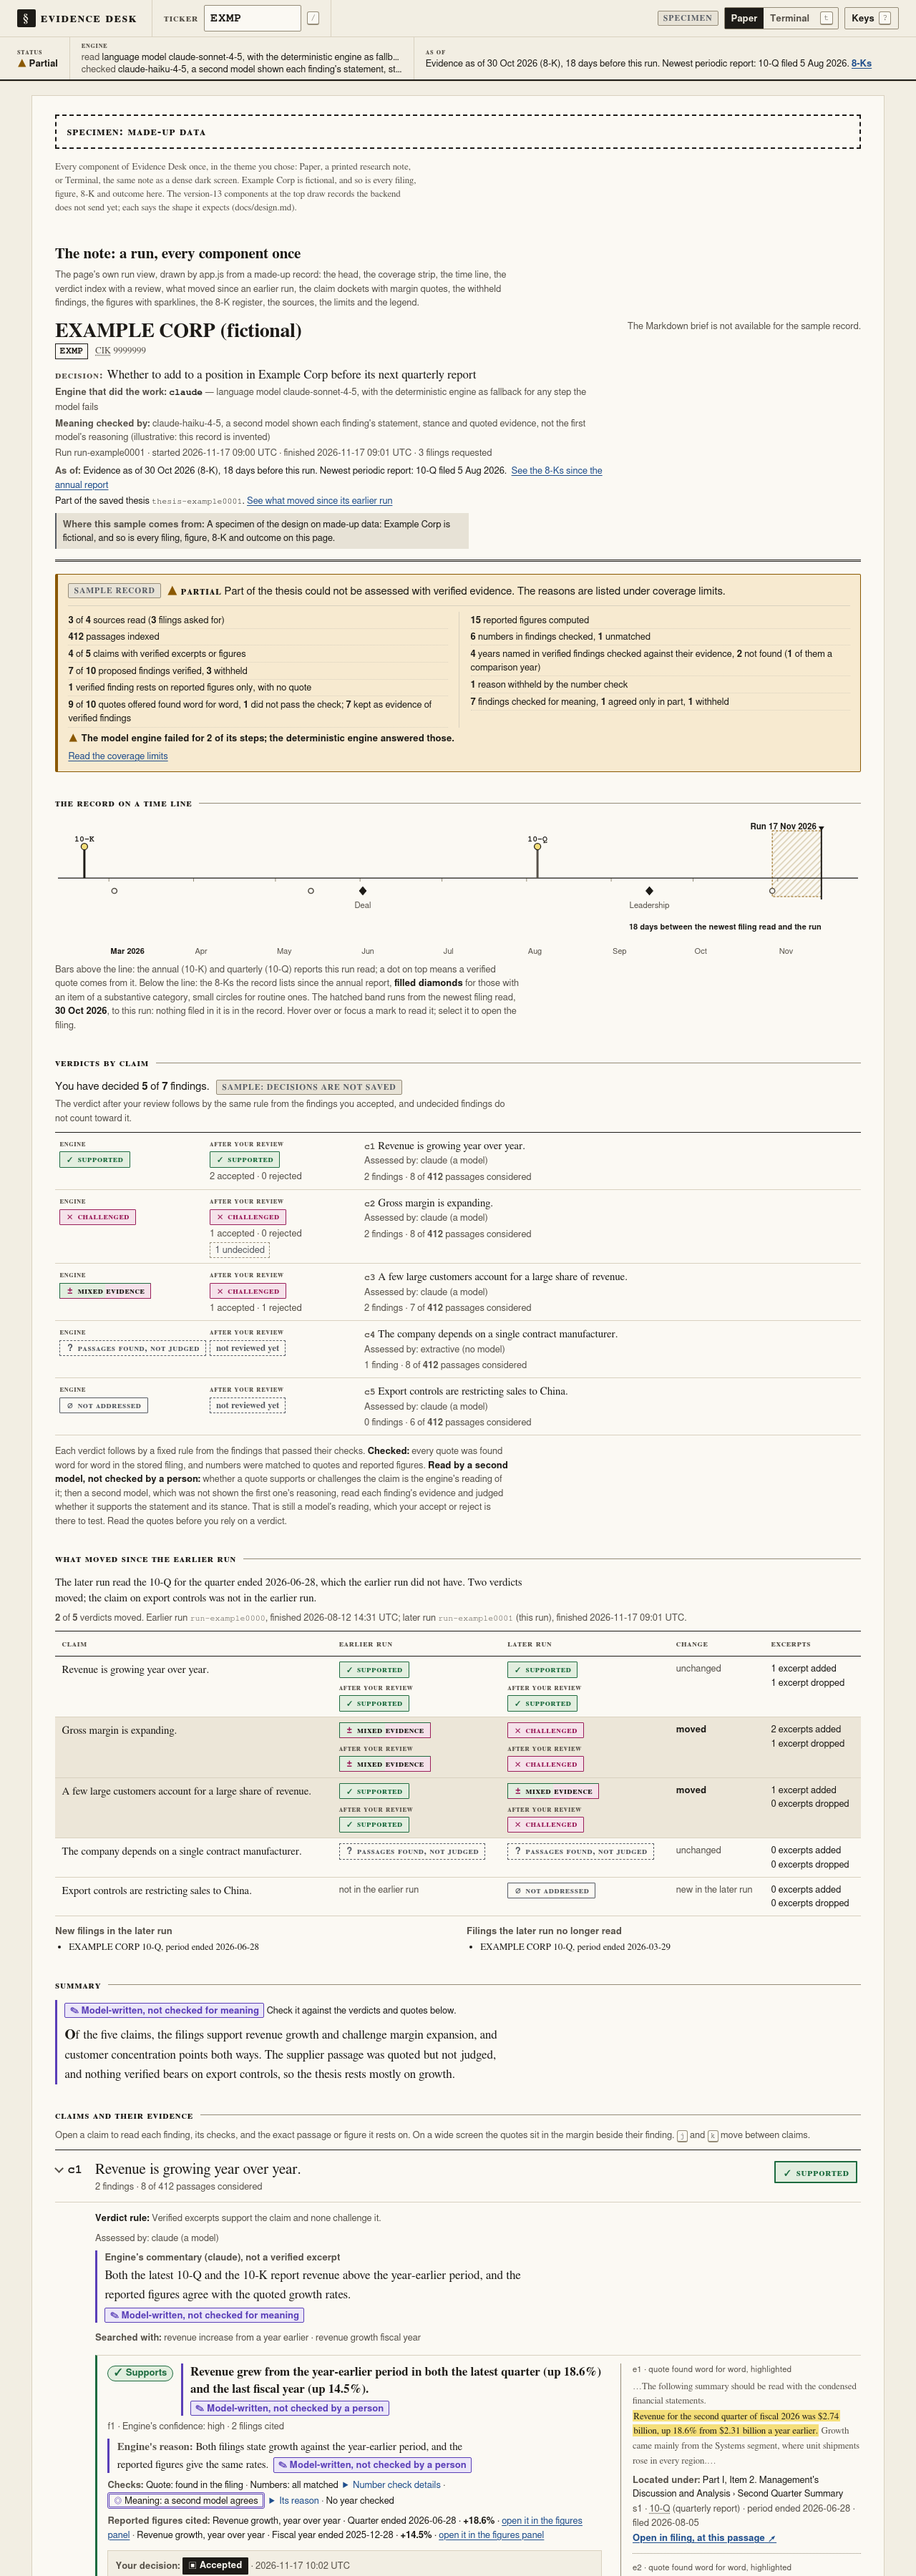 § EVIDENCE DESK TICKER EXMP / SPECIMEN Paper Terminal t Keys ?
STATUS
Partial
ENGINE
read language model claude-sonnet-4-5, with the deterministic engine as fallb…
checked claude-haiku-4-5, a second model shown each finding's statement, st…
AS OF
Evidence as of 30 Oct 2026 (8-K), 18 days before this run. Newest periodic report: 10-Q filed 5 Aug 2026. 8-Ks
SPECIMEN: MADE-UP DATA
Every component of Evidence Desk once, in the theme you chose: Paper, a printed research note,
or Terminal, the same note as a dense dark screen. Example Corp is fictional, and so is every filing,
figure, 8-K and outcome here. The version-13 components at the top draw records the backend
does not send yet; each says the shape it expects (docs/design.md).
The note: a run, every component once
The page's own run view, drawn by app.js from a made-up record: the head, the coverage strip, the time line, the
verdict index with a review, what moved since an earlier run, the claim dockets with margin quotes, the withheld
findings, the figures with sparklines, the 8-K register, the sources, the limits and the legend.
EXAMPLE CORP (fictional)
The Markdown brief is not available for the sample record.
EXMP CIK 9999999
DECISION: Whether to add to a position in Example Corp before its next quarterly report
Engine that did the work: claude — language model claude-sonnet-4-5, with the deterministic engine as fallback for any step the
model fails
Meaning checked by: claude-haiku-4-5, a second model shown each finding's statement, stance and quoted evidence, not the first
model's reasoning (illustrative: this record is invented)
Run run-example0001 · started 2026-11-17 09:00 UTC · finished 2026-11-17 09:01 UTC · 3 filings requested
As of: Evidence as of 30 Oct 2026 (8-K), 18 days before this run. Newest periodic report: 10-Q filed 5 Aug 2026. See the 8-Ks since the
annual report
Part of the saved thesis thesis-example0001. See what moved since its earlier run
Where this sample comes from: A specimen of the design on made-up data: Example Corp is
fictional, and so is every filing, figure, 8-K and outcome on this page.
SAMPLE RECORD PARTIAL Part of the thesis could not be assessed with verified evidence. The reasons are listed under coverage limits.
3 of 4 sources read (3 filings asked for)
412 passages indexed
4 of 5 claims with verified excerpts or figures
7 of 10 proposed findings verified, 3 withheld
1 verified finding rests on reported figures only, with no quote
9 of 10 quotes offered found word for word, 1 did not pass the check; 7 kept as evidence of
verified findings
15 reported figures computed
6 numbers in findings checked, 1 unmatched
4 years named in verified findings checked against their evidence, 2 not found (1 of them a
comparison year)
1 reason withheld by the number check
7 findings checked for meaning, 1 agreed only in part, 1 withheld
The model engine failed for 2 of its steps; the deterministic engine answered those.
Read the coverage limits
THE RECORD ON A TIME LINE
Run 17 Nov 2026
10-K
10-Q
Deal
Leadership
18 days between the newest filing read and the run
Mar 2026 Apr May Jun Jul Aug Sep Oct Nov
Bars above the line: the annual (10-K) and quarterly (10-Q) reports this run read; a dot on top means a verified
quote comes from it. Below the line: the 8-Ks the record lists since the annual report, filled diamonds for those with
an item of a substantive category, small circles for routine ones. The hatched band runs from the newest filing read,
30 Oct 2026, to this run: nothing filed in it is in the record. Hover over or focus a mark to read it; select it to open the
filing.
VERDICTS BY CLAIM
You have decided 5 of 7 findings. SAMPLE: DECISIONS ARE NOT SAVED
The verdict after your review follows by the same rule from the findings you accepted, and undecided findings do
not count toward it.
ENGINE
✓ SUPPORTED
AFTER YOUR REVIEW
✓ SUPPORTED
2 accepted · 0 rejected
c1 Revenue is growing year over year.
Assessed by: claude (a model)
2 findings · 8 of 412 passages considered
ENGINE
× CHALLENGED
AFTER YOUR REVIEW
× CHALLENGED
1 accepted · 0 rejected
1 undecided
c2 Gross margin is expanding.
Assessed by: claude (a model)
2 findings · 8 of 412 passages considered
ENGINE
± MIXED EVIDENCE
AFTER YOUR REVIEW
× CHALLENGED
1 accepted · 1 rejected
c3 A few large customers account for a large share of revenue.
Assessed by: claude (a model)
2 findings · 7 of 412 passages considered
ENGINE
? PASSAGES FOUND, NOT JUDGED
AFTER YOUR REVIEW
not reviewed yet
c4 The company depends on a single contract manufacturer.
Assessed by: extractive (no model)
1 finding · 8 of 412 passages considered
ENGINE
∅ NOT ADDRESSED
AFTER YOUR REVIEW
not reviewed yet
c5 Export controls are restricting sales to China.
Assessed by: claude (a model)
0 findings · 6 of 412 passages considered
Each verdict follows by a fixed rule from the findings that passed their checks. Checked: every quote was found
word for word in the stored filing, and numbers were matched to quotes and reported figures. Read by a second
model, not checked by a person: whether a quote supports or challenges the claim is the engine's reading of
it; then a second model, which was not shown the first one's reasoning, read each finding's evidence and judged
whether it supports the statement and its stance. That is still a model's reading, which your accept or reject is
there to test. Read the quotes before you rely on a verdict.
WHAT MOVED SINCE THE EARLIER RUN
The later run read the 10-Q for the quarter ended 2026-06-28, which the earlier run did not have. Two verdicts
moved; the claim on export controls was not in the earlier run.
2 of 5 verdicts moved. Earlier run run-example0000, finished 2026-08-12 14:31 UTC; later run run-example0001 (this run), finished 2026-11-17 09:01 UTC.
CLAIM EARLIER RUN LATER RUN CHANGE EXCERPTS
Revenue is growing year over year. ✓ SUPPORTED ✓ SUPPORTED unchanged 1 excerpt added
1 excerpt dropped
AFTER YOUR REVIEW AFTER YOUR REVIEW
✓ SUPPORTED ✓ SUPPORTED
Gross margin is expanding. ± MIXED EVIDENCE × CHALLENGED moved 2 excerpts added
1 excerpt dropped
AFTER YOUR REVIEW AFTER YOUR REVIEW
± MIXED EVIDENCE × CHALLENGED
A few large customers account for a large share of revenue. ✓ SUPPORTED ± MIXED EVIDENCE moved 1 excerpt added
0 excerpts dropped
AFTER YOUR REVIEW AFTER YOUR REVIEW
✓ SUPPORTED × CHALLENGED
The company depends on a single contract manufacturer. ? PASSAGES FOUND, NOT JUDGED ? PASSAGES FOUND, NOT JUDGED unchanged 0 excerpts added
0 excerpts dropped
Export controls are restricting sales to China. not in the earlier run ∅ NOT ADDRESSED new in the later run 0 excerpts added
0 excerpts dropped
New filings in the later run
• EXAMPLE CORP 10-Q, period ended 2026-06-28
Filings the later run no longer read
• EXAMPLE CORP 10-Q, period ended 2026-03-29
SUMMARY
✎ Model-written, not checked for meaning Check it against the verdicts and quotes below.
Of the five claims, the filings support revenue growth and challenge margin expansion, and
customer concentration points both ways. The supplier passage was quoted but not judged,
and nothing verified bears on export controls, so the thesis rests mostly on growth.
CLAIMS AND THEIR EVIDENCE
Open a claim to read each finding, its checks, and the exact passage or figure it rests on. On a wide screen the quotes sit in the margin beside their finding. j and k move between claims.
c1 Revenue is growing year over year.
2 findings · 8 of 412 passages considered
✓ SUPPORTED
Verdict rule: Verified excerpts support the claim and none challenge it.
Assessed by: claude (a model)
Engine's commentary (claude), not a verified excerpt
Both the latest 10-Q and the 10-K report revenue above the year-earlier period, and the
reported figures agree with the quoted growth rates.
✎ Model-written, not checked for meaning
Searched with: revenue increase from a year earlier · revenue growth fiscal year
✓ Supports
Revenue grew from the year-earlier period in both the latest quarter (up 18.6%)
and the last fiscal year (up 14.5%).
✎ Model-written, not checked by a person
f1 · Engine's confidence: high · 2 filings cited
Engine's reason: Both filings state growth against the year-earlier period, and the
reported figures give the same rates. ✎ Model-written, not checked by a person
Checks: Quote: found in the filing · Numbers: all matched ▶ Number check details ·
◎ Meaning: a second model agrees ▶ Its reason · No year checked
Reported figures cited: Revenue growth, year over year · Quarter ended 2026-06-28 · +18.6% · open it in the figures
panel · Revenue growth, year over year · Fiscal year ended 2025-12-28 · +14.5% · open it in the figures panel
Your decision: ▣ Accepted · 2026-11-17 10:02 UTC
e1 · quote found word for word, highlighted
…The following summary should be read with the condensed
financial statements.
Revenue for the second quarter of fiscal 2026 was $2.74
billion, up 18.6% from $2.31 billion a year earlier. Growth
came mainly from the Systems segment, where unit shipments
rose in every region.…
Located under: Part I, Item 2. Management's
Discussion and Analysis › Second Quarter Summary
s1 · 10-Q (quarterly report) · period ended 2026-06-28 ·
filed 2026-08-05
Open in filing, at this passage ↗
e2 · quote found word for word, highlighted